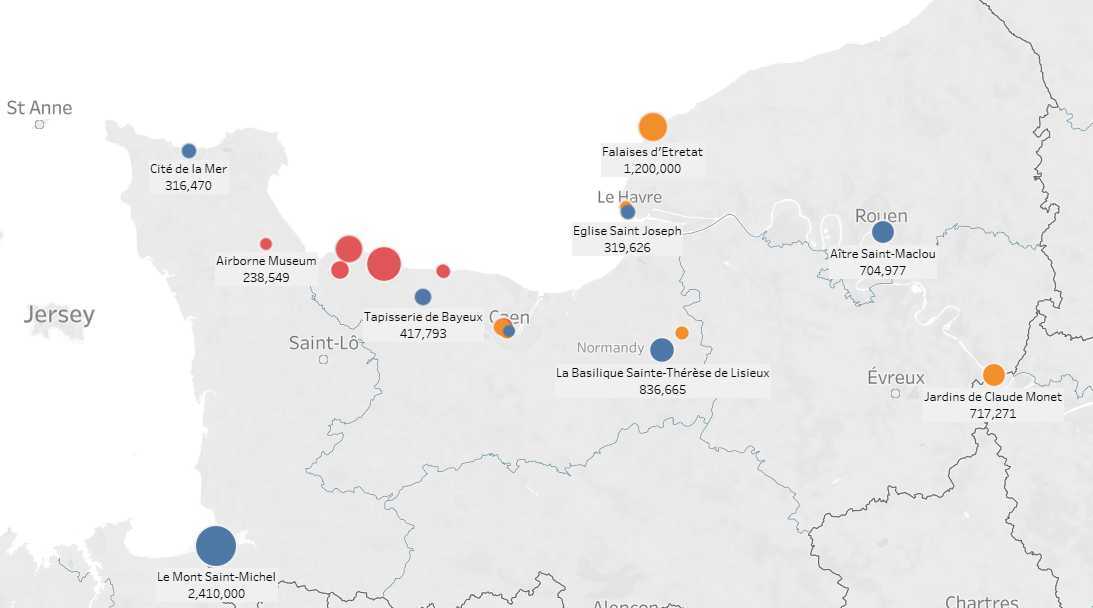 St Anne
Cité de la Mer
316,470
Falaises d’Etretat
1,200,000
Le Havre
Eglise Saint Joseph
319,626
Rouen
Aître Saint-Maclou
704,977
Airborne Museum
238,549
Jersey
Tapisserie de Bayeux
417,793
Caen
Saint-Lô
Normandy
La Basilique Sainte-Thérèse de Lisieux
836,665
Évreux
Jardins de Claude Monet
717,271
Le Mont Saint-Michel
2,410,000
Alençon
Chartres